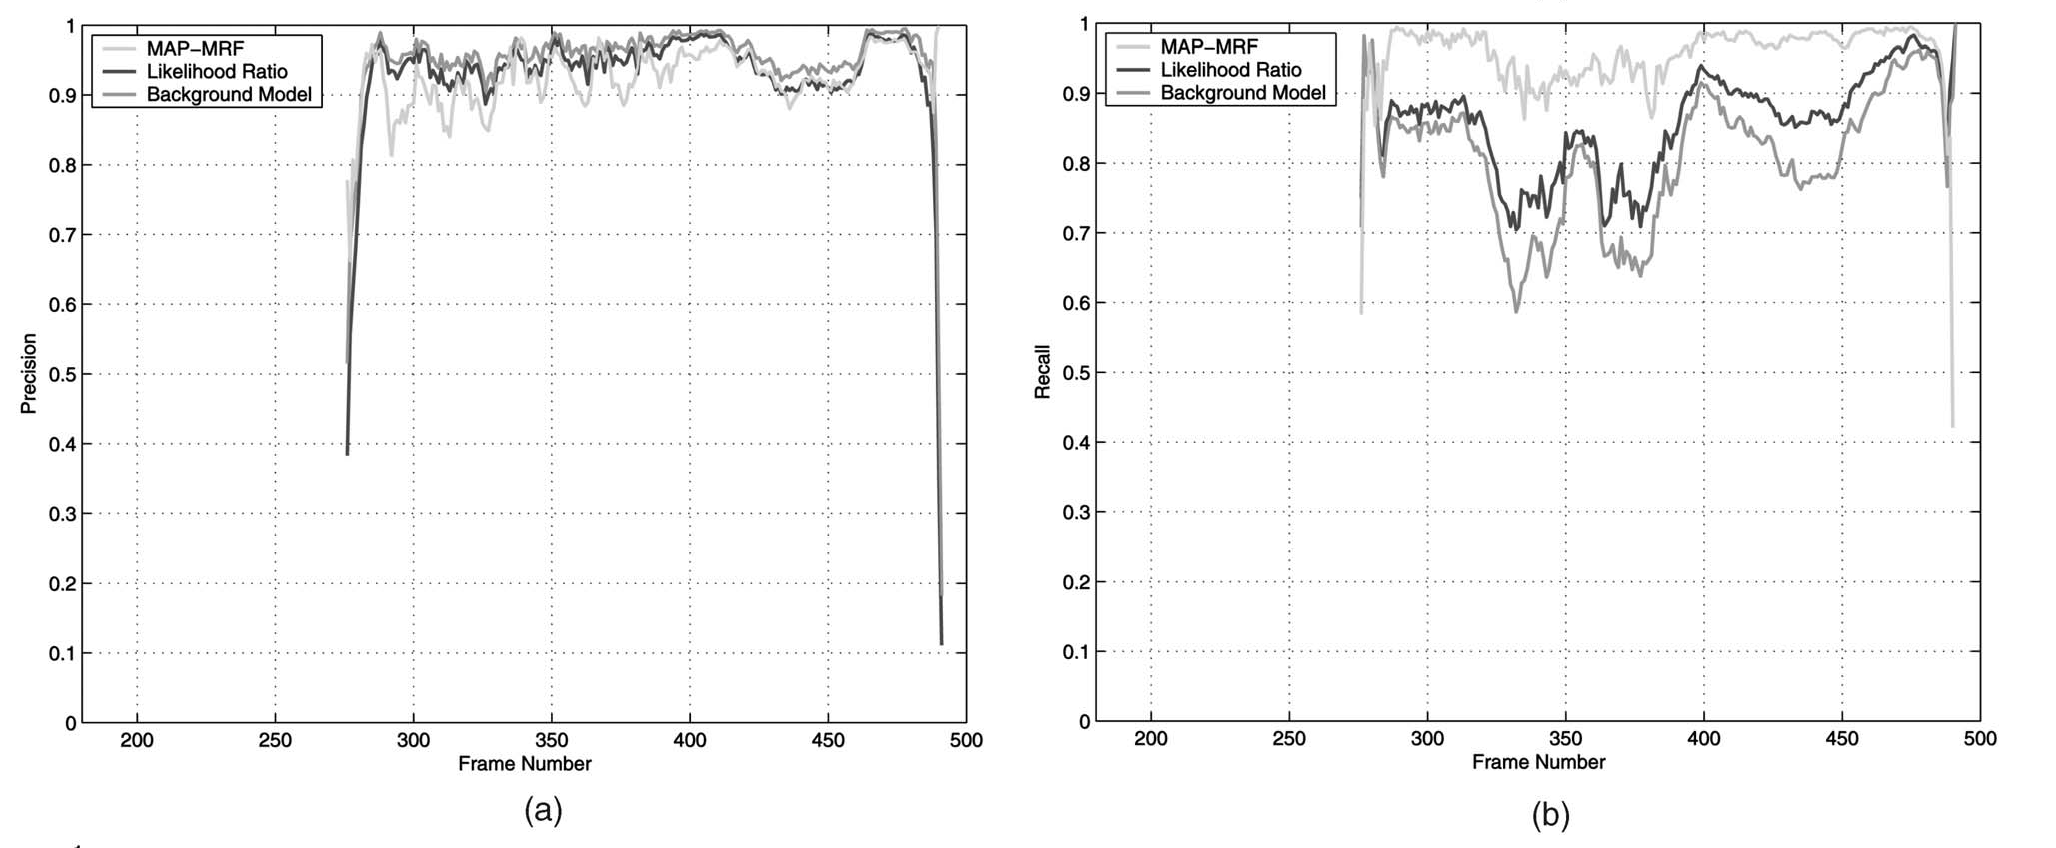 1
0.9
0.8
0.7
0.6
0.5
0.4
0.3
0.2
0.1
0
Precision
MAP-MRF
Likelihood Ratio
Background Model
200 250 300 350 400 450 500
Frame Number
(a)
1
0.9
0.8
0.7
0.6
0.5
0.4
0.3
0.2
0.1
0
Recall
MAP-MRF
Likelihood Ratio
Background Model
200 250 300 350 400 450 500
Frame Number
(b)